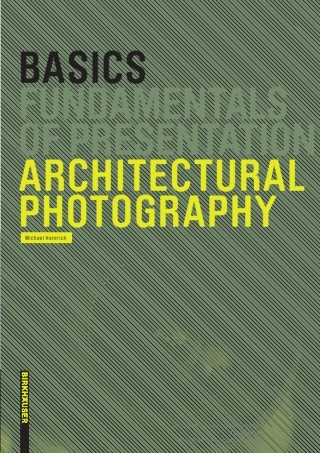 BASICS
FUNDAMENTALS
OF PRESENTATION
ARCHITECTURAL
PHOTOGRAPHY
Michael Heinrich
BIRKHÄUSER